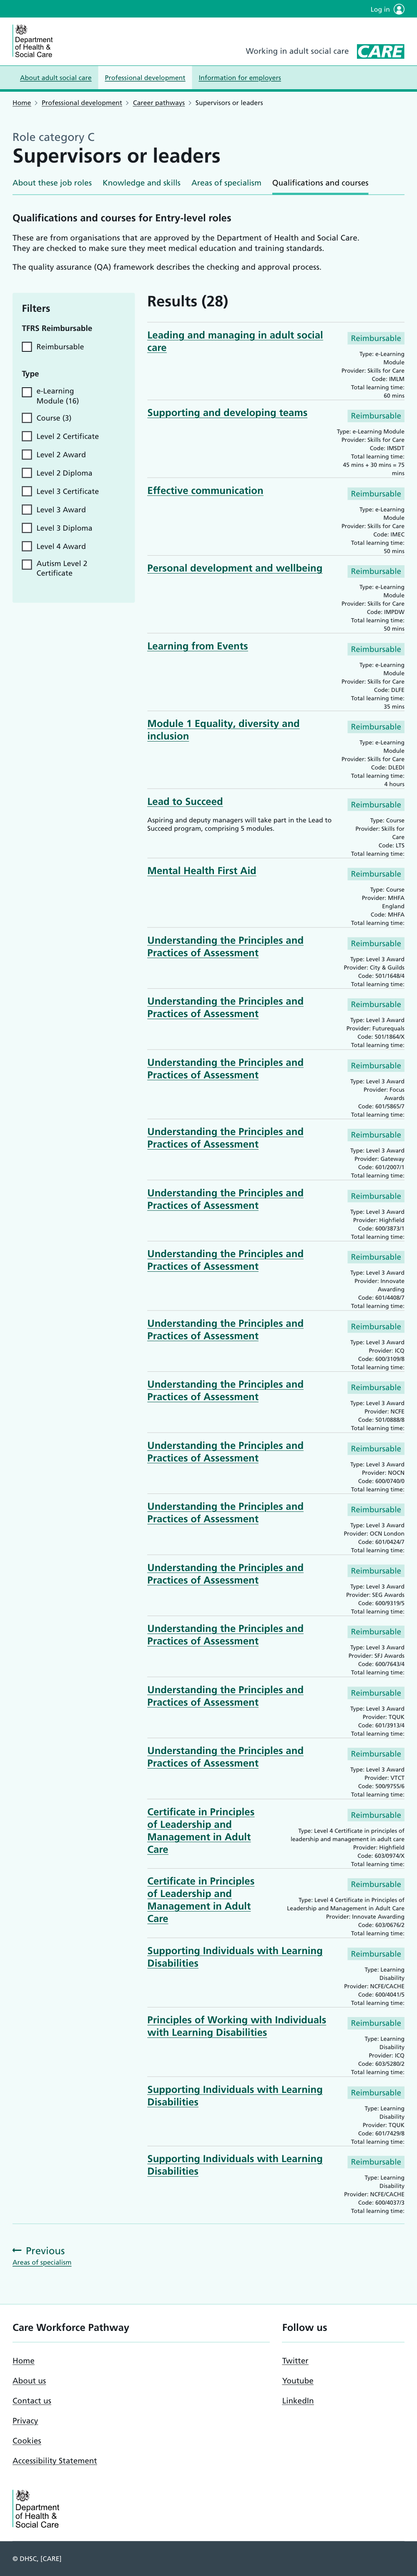 Log in
Department
of Health &
Social Care
Working in adult social care
CARE
About adult social care
Professional development
Information for employers
Home
Professional development
Career pathways
Supervisors or leaders
Role category C
Supervisors or leaders
About these job roles
Knowledge and skills
Areas of specialism
Qualifications and courses
Qualifications and courses for Entry-level roles
These are from organisations that are approved by the Department of Health and Social Care.
They are checked to make sure they meet medical education and training standards.
The quality assurance (QA) framework describes the checking and approval process.
Filters
TFRS Reimbursable
Reimbursable
Type
e-Learning
Module (16)
Course (3)
Level 2 Certificate
Level 2 Award
Level 2 Diploma
Level 3 Certificate
Level 3 Award
Level 3 Diploma
Level 4 Award
Autism Level 2
Certificate
Results (28)
Leading and managing in adult social
care
Reimbursable
Type: e-Learning
Module
Provider: Skills for Care
Code: IMLM
Total learning time:
60 mins
Supporting and developing teams
Reimbursable
Type: e-Learning Module
Provider: Skills for Care
Code: IMSDT
Total learning time:
45 mins + 30 mins = 75
mins
Effective communication
Reimbursable
Type: e-Learning
Module
Provider: Skills for Care
Code: IMEC
Total learning time:
50 mins
Personal development and wellbeing
Reimbursable
Type: e-Learning
Module
Provider: Skills for Care
Code: IMPDW
Total learning time:
50 mins
Learning from Events
Reimbursable
Type: e-Learning
Module
Provider: Skills for Care
Code: DLFE
Total learning time:
35 mins
Module 1 Equality, diversity and
inclusion
Reimbursable
Type: e-Learning
Module
Provider: Skills for Care
Code: DLEDI
Total learning time:
4 hours
Lead to Succeed
Aspiring and deputy managers will take part in the Lead to
Succeed program, comprising 5 modules.
Reimbursable
Type: Course
Provider: Skills for
Care
Code: LTS
Total learning time:
Mental Health First Aid
Reimbursable
Type: Course
Provider: MHFA
England
Code: MHFA
Total learning time:
Understanding the Principles and
Practices of Assessment
Reimbursable
Type: Level 3 Award
Provider: City & Guilds
Code: 501/1648/4
Total learning time:
Understanding the Principles and
Practices of Assessment
Reimbursable
Type: Level 3 Award
Provider: Futurequals
Code: 501/1864/X
Total learning time:
Understanding the Principles and
Practices of Assessment
Reimbursable
Type: Level 3 Award
Provider: Focus
Awards
Code: 601/5865/7
Total learning time:
Understanding the Principles and
Practices of Assessment
Reimbursable
Type: Level 3 Award
Provider: Gateway
Code: 601/2007/1
Total learning time:
Understanding the Principles and
Practices of Assessment
Reimbursable
Type: Level 3 Award
Provider: Highfield
Code: 600/3873/1
Total learning time:
Understanding the Principles and
Practices of Assessment
Reimbursable
Type: Level 3 Award
Provider: Innovate
Awarding
Code: 601/4408/7
Total learning time:
Understanding the Principles and
Practices of Assessment
Reimbursable
Type: Level 3 Award
Provider: ICQ
Code: 600/3109/8
Total learning time:
Understanding the Principles and
Practices of Assessment
Reimbursable
Type: Level 3 Award
Provider: NCFE
Code: 501/0888/8
Total learning time:
Understanding the Principles and
Practices of Assessment
Reimbursable
Type: Level 3 Award
Provider: NOCN
Code: 600/0740/0
Total learning time:
Understanding the Principles and
Practices of Assessment
Reimbursable
Type: Level 3 Award
Provider: OCN London
Code: 601/0424/7
Total learning time:
Understanding the Principles and
Practices of Assessment
Reimbursable
Type: Level 3 Award
Provider: SEG Awards
Code: 600/9319/5
Total learning time:
Understanding the Principles and
Practices of Assessment
Reimbursable
Type: Level 3 Award
Provider: SFJ Awards
Code: 600/7643/4
Total learning time:
Understanding the Principles and
Practices of Assessment
Reimbursable
Type: Level 3 Award
Provider: TQUK
Code: 601/3913/4
Total learning time:
Understanding the Principles and
Practices of Assessment
Reimbursable
Type: Level 3 Award
Provider: VTCT
Code: 500/9755/6
Total learning time:
Certificate in Principles
of Leadership and
Management in Adult
Care
Reimbursable
Type: Level 4 Certificate in principles of
leadership and management in adult care
Provider: Highfield
Code: 603/0974/X
Total learning time:
Certificate in Principles
of Leadership and
Management in Adult
Care
Reimbursable
Type: Level 4 Certificate in Principles of
Leadership and Management in Adult Care
Provider: Innovate Awarding
Code: 603/0676/2
Total learning time:
Supporting Individuals with Learning
Disabilities
Reimbursable
Type: Learning
Disability
Provider: NCFE/CACHE
Code: 600/4041/5
Total learning time:
Principles of Working with Individuals
with Learning Disabilities
Reimbursable
Type: Learning
Disability
Provider: ICQ
Code: 603/5280/2
Total learning time:
Supporting Individuals with Learning
Disabilities
Reimbursable
Type: Learning
Disability
Provider: TQUK
Code: 601/7429/8
Total learning time:
Supporting Individuals with Learning
Disabilities
Reimbursable
Type: Learning
Disability
Provider: NCFE/CACHE
Code: 600/4037/3
Total learning time:
Previous
Areas of specialism
Care Workforce Pathway
Home
About us
Contact us
Privacy
Cookies
Accessibility Statement
Follow us
Twitter
Youtube
LinkedIn
Department
of Health &
Social Care
© DHSC, [CARE]